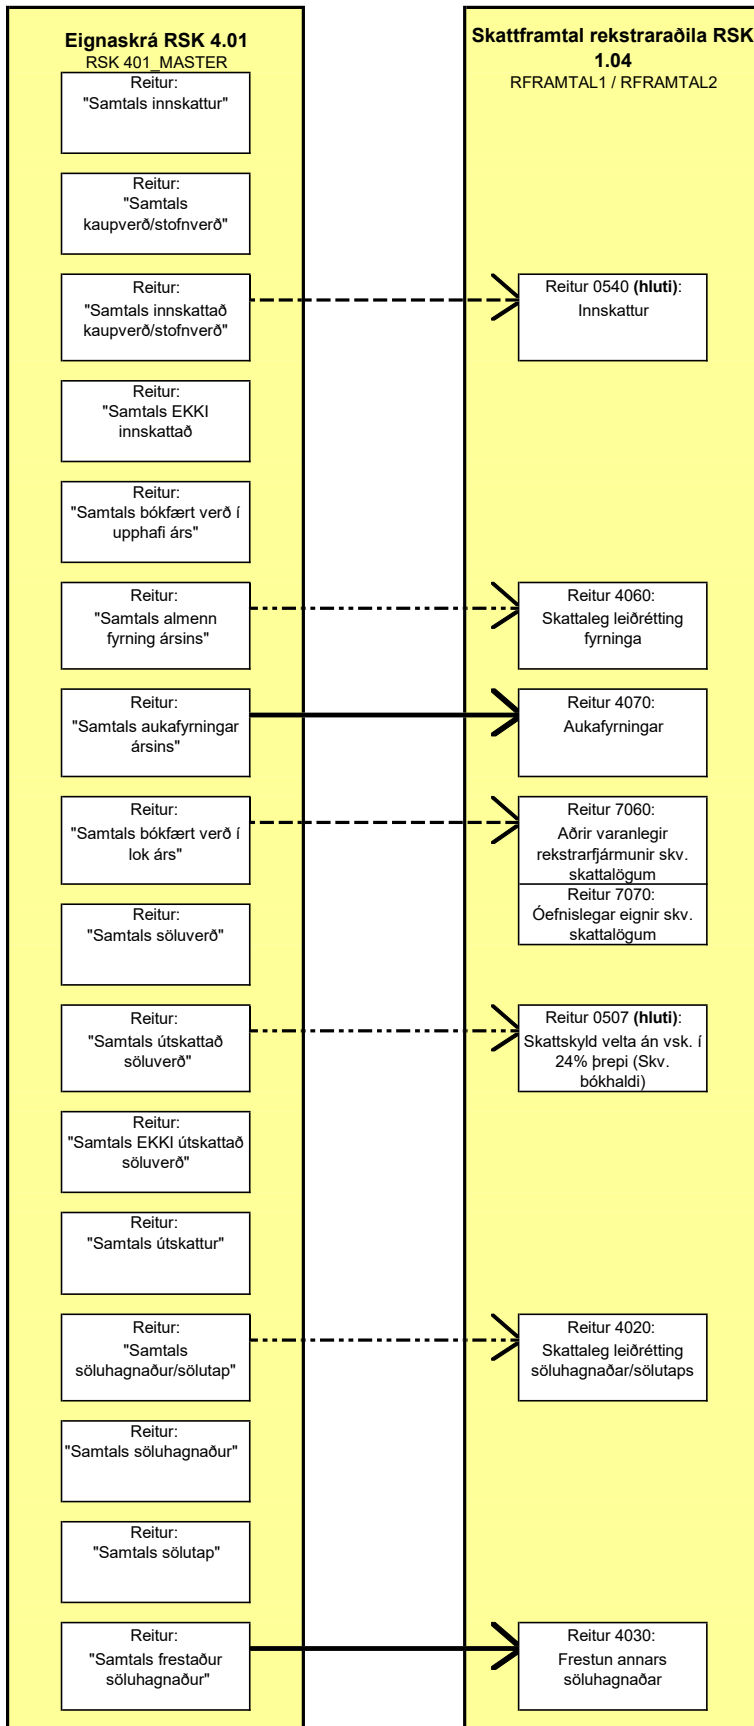 Eignaskrá RSK 4.01
RSK 401_MASTER
Reitur:
"Samtals innskattur"
Reitur:
"Samtals
kaupverð/stofnverð"
Reitur:
"Samtals innskattað
kaupverð/stofnverð"
Reitur:
"Samtals EKKI
innskattað
Reitur:
"Samtals bókfært verð í
upphafi árs"
Reitur:
"Samtals almenn
fyrning ársins"
Reitur:
"Samtals aukafyrningar
ársins"
Reitur:
"Samtals bókfært verð í
lok árs"
Reitur:
"Samtals söluverð"
Reitur:
"Samtals útskattað
söluverð"
Reitur:
"Samtals EKKI útskattað
söluverð"
Reitur:
"Samtals útskattur"
Reitur:
"Samtals
söluhagnaður/sölutap"
Reitur:
"Samtals söluhagnaður"
Reitur:
"Samtals sölutap"
Reitur:
"Samtals frestaður
söluhagnaður"
Skattframtal rekstraraðila RSK
1.04
RFRAMTAL1 / RFRAMTAL2
Reitur 0540 (hluti):
Innskattur
Reitur 4060:
Skattaleg leiðrétting
fyrninga
Reitur 4070:
Aukafyrningar
Reitur 7060:
Aðrir varanlegir
rekstrarfjármunir skv.
skattalögum
Reitur 7070:
Óefnislegar eignir skv.
skattalögum
Reitur 0507 (hluti):
Skattskyld velta án vsk. í
24% þrepi (Skv.
bókhaldi)
Reitur 4020:
Skattaleg leiðrétting
söluhagnaðar/sölutaps
Reitur 4030:
Frestun annars
söluhagnaðar